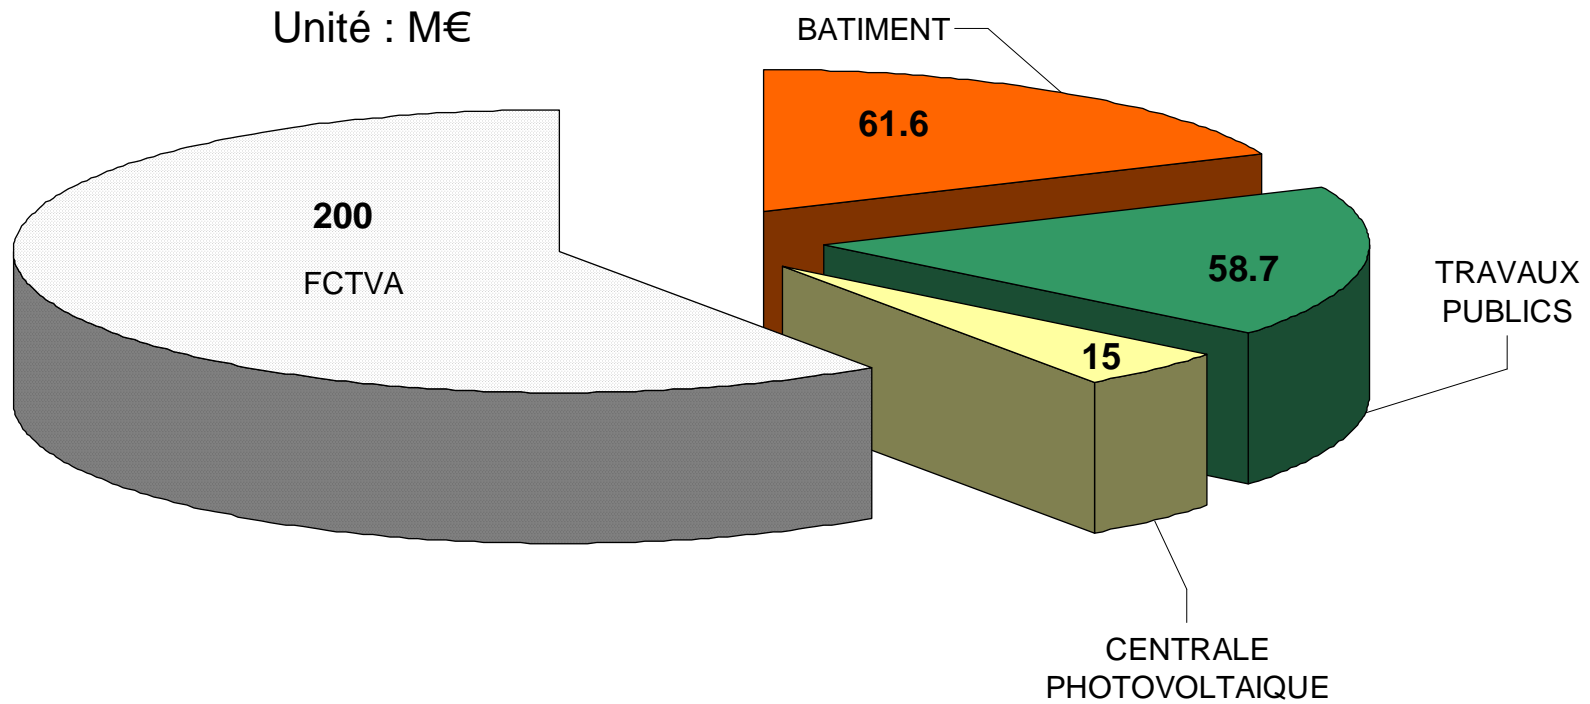 Unité : M€
BATIMENT
61.6
200
FCTVA
58.7
TRAVAUX
PUBLICS
15
CENTRALE
PHOTOVOLTAIQUE